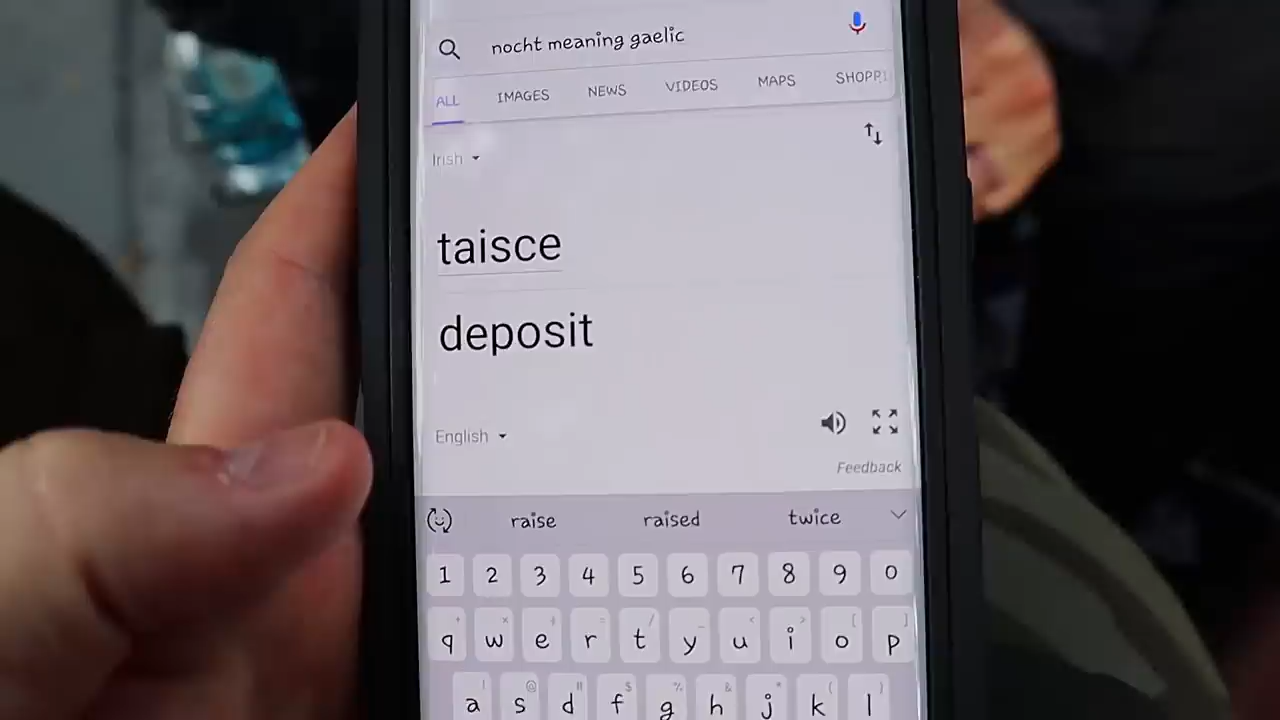 nocht meaning gaelic
ALL IMAGES NEWS VIDEOS MAPS SHOPPI
Irish
taisce
deposit
English
Feedback
raise raised twice
1 2 3 4 5 6 7 8 9 0
q w e r t y u i o p
a s d f g h j k l